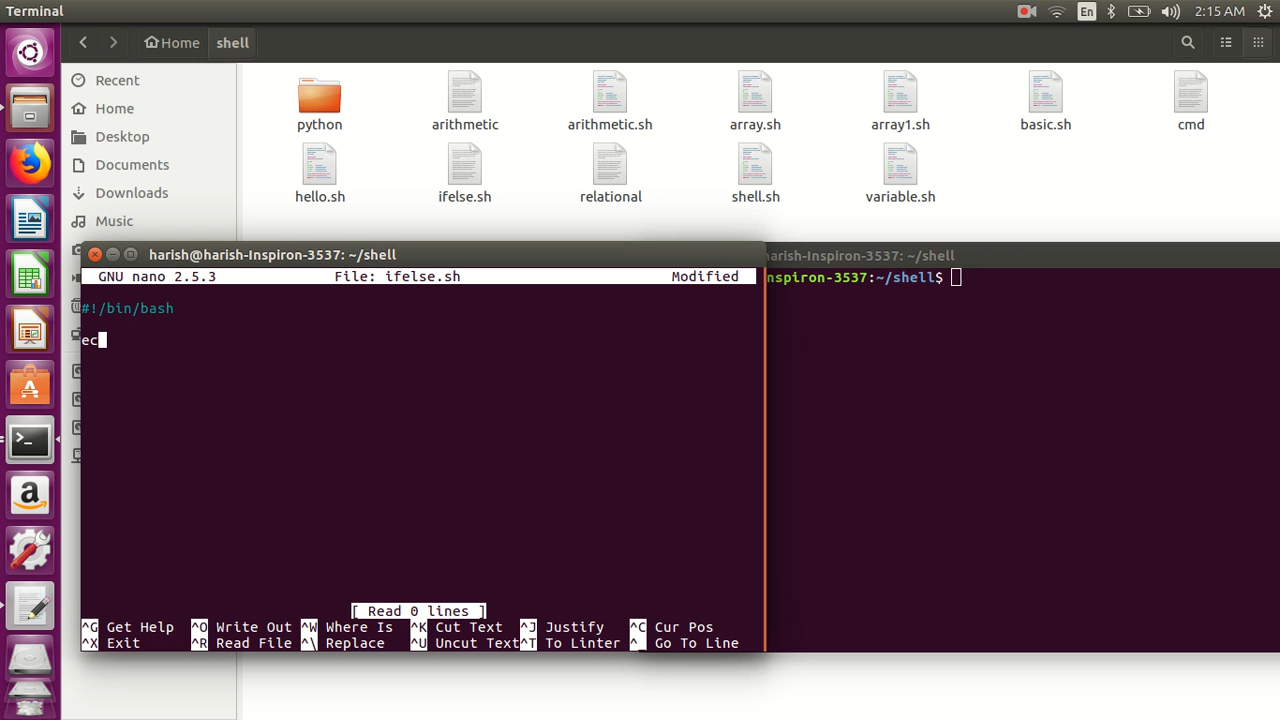 Terminal
En
2:15 AM
Home
shell
Recent
Home
Desktop
Documents
Downloads
Music
python
arithmetic
arithmetic.sh
array.sh
array1.sh
basic.sh
cmd
hello.sh
ifelse.sh
relational
shell.sh
variable.sh
harish@harish-Inspiron-3537: ~/shell
harish-Inspiron-3537: ~/shell
GNU nano 2.5.3 File: ifelse.sh Modified
nspiron-3537:~/shell$
#!/bin/bash
ec
[ Read 0 lines ]
^G Get Help ^O Write Out ^W Where Is ^K Cut Text ^J Justify ^C Cur Pos
^X Exit ^R Read File ^\ Replace ^U Uncut Text ^T To Linter ^_ Go To Line